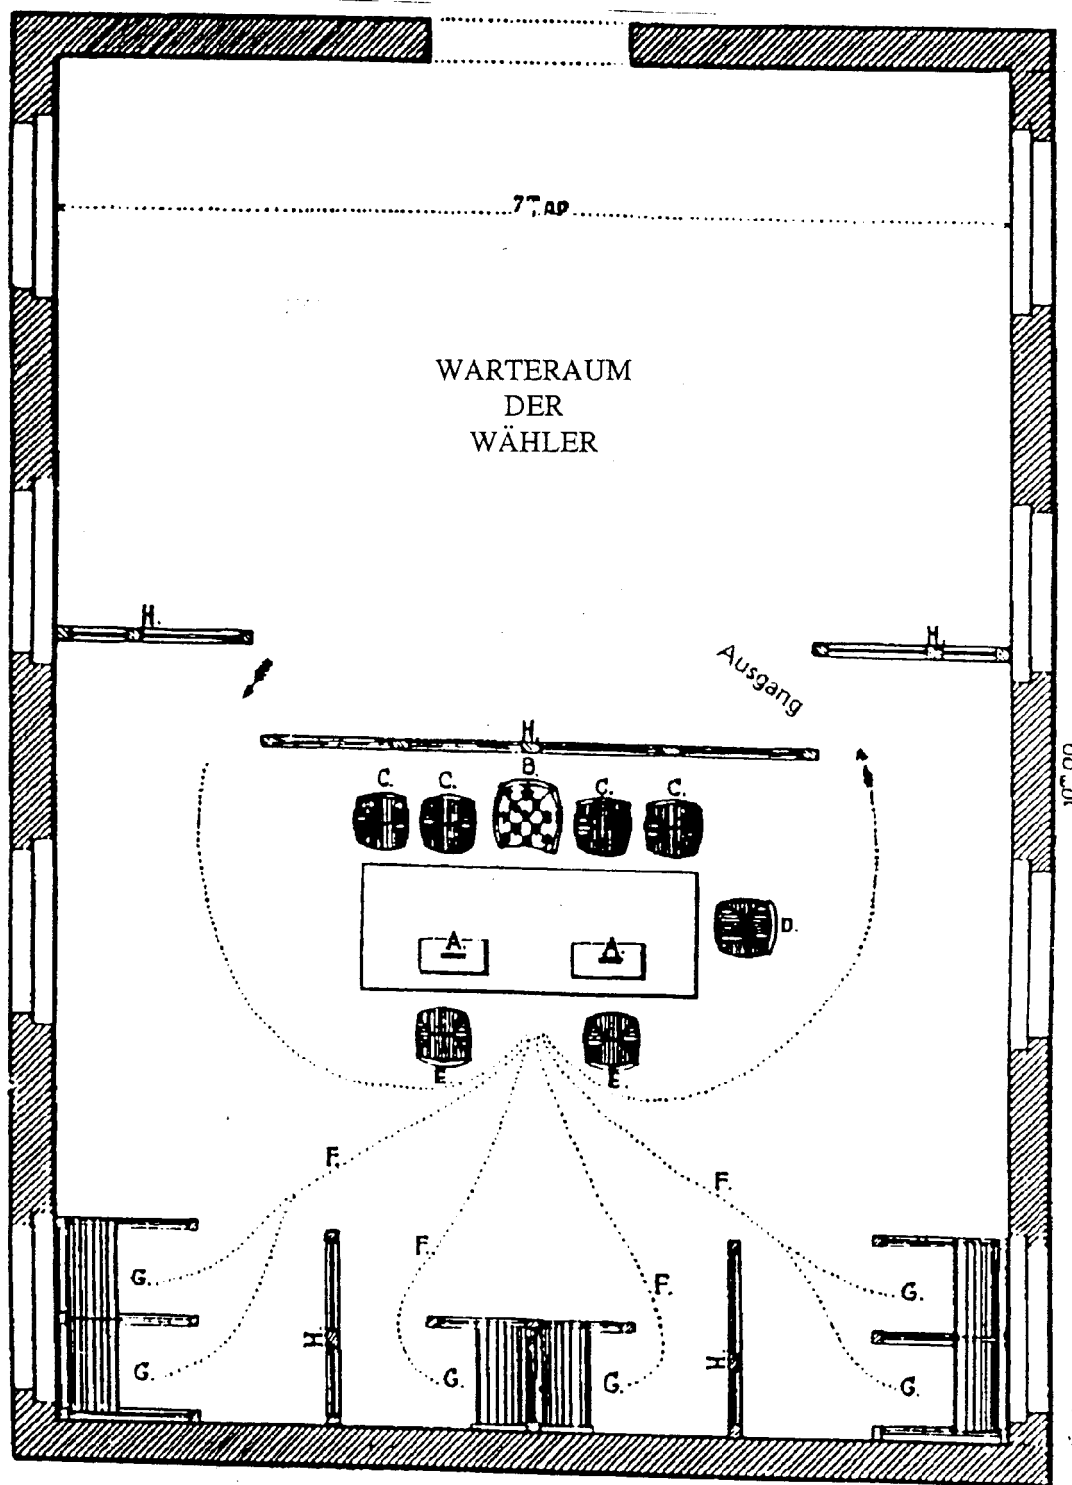 WARTERAUM
DER
WÄHLER
H.
H.
Ausgang
H.
B.
C.
C.
C.
C.
D.
A.
A.
E
E
F.
F.
F.
F.
G.
G.
G.
G.
G.
G.
H
H